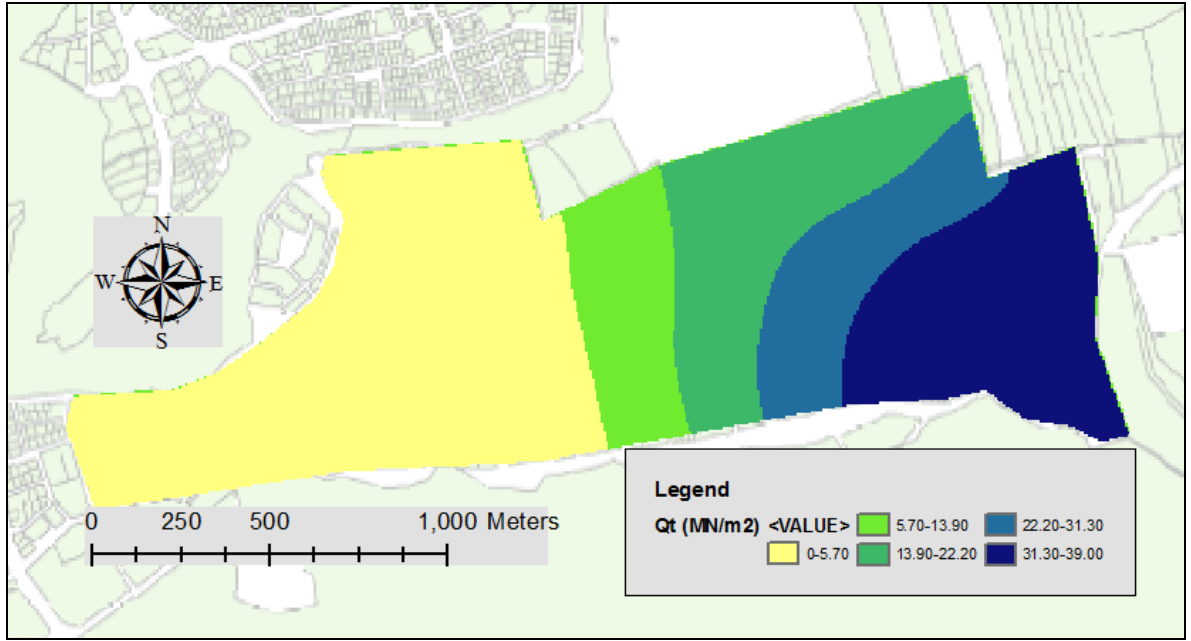 N
W E
S
0 250 500 1,000 Meters
Legend
Qt (MN/m2) <VALUE> 5.70-13.90 22.20-31.30
0-5.70 13.90-22.20 31.30-39.00